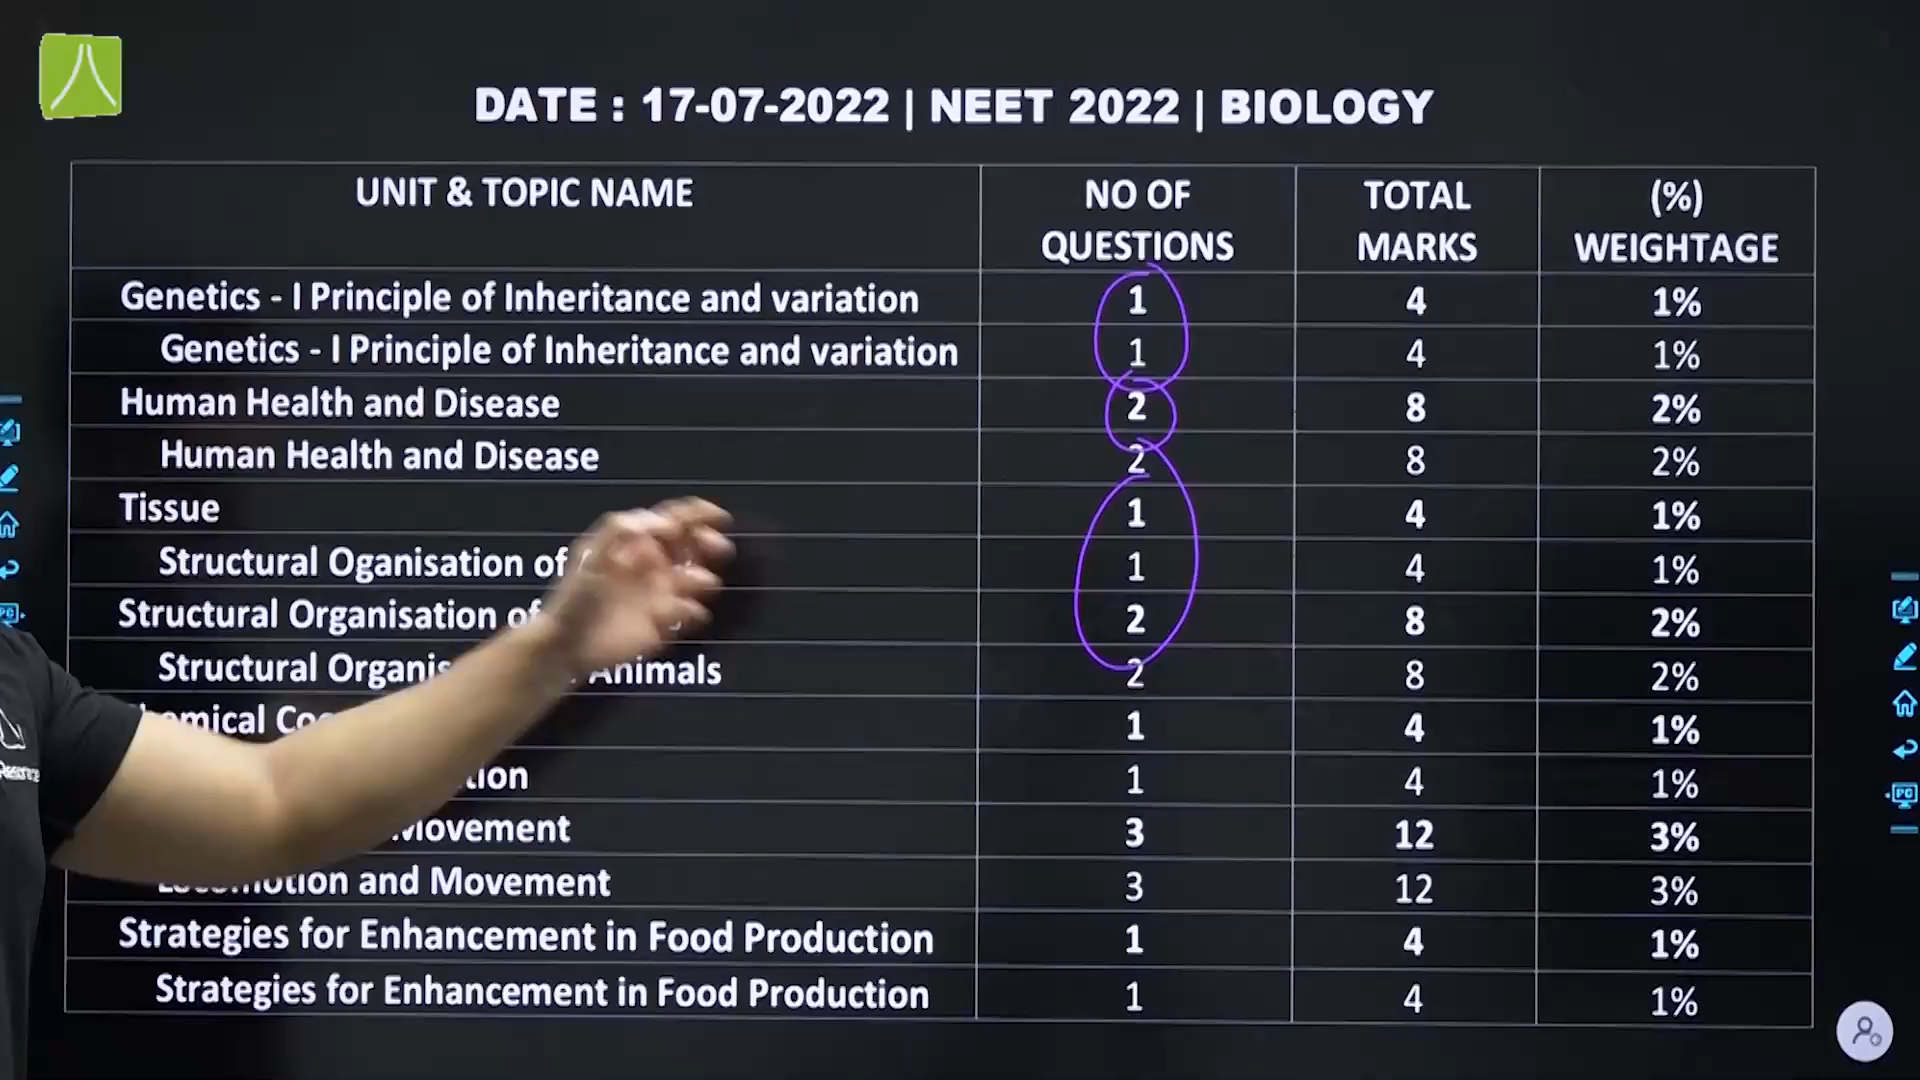 DATE : 17-07-2022 | NEET 2022 | BIOLOGY
UNIT & TOPIC NAME NO OF QUESTIONS TOTAL MARKS (%) WEIGHTAGE
Genetics - I Principle of Inheritance and variation 1 4 1%
Genetics - I Principle of Inheritance and variation 1 4 1%
Human Health and Disease 2 8 2%
Human Health and Disease 2 8 2%
Tissue 1 4 1%
Structural Oganisation of 1 4 1%
Structural Organisation of 2 8 2%
Structural Animals 2 8 2%
1 4 1%
1 4 1%
Movement 3 12 3%
Locomotion and Movement 3 12 3%
Strategies for Enhancement in Food Production 1 4 1%
Strategies for Enhancement in Food Production 1 4 1%